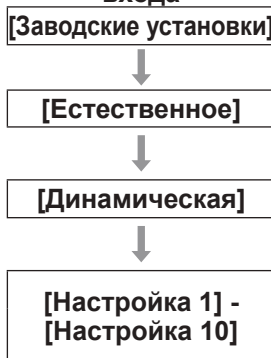 входа
[Заводские установки]
[Естественное]
[Динамическая]
[Настройка 1] -
[Настройка 10]